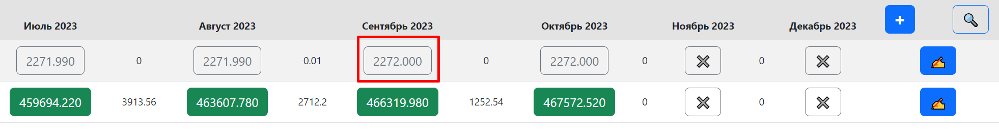 Июль 2023 Август 2023 Сентябрь 2023 Октябрь 2023 Ноябрь 2023 Декабрь 2023
2271.990 0 2271.990 0.01 2272.000 0 2272.000 0 0
459694.220 3913.56 463607.780 2712.2 466319.980 1252.54 467572.520 0 0